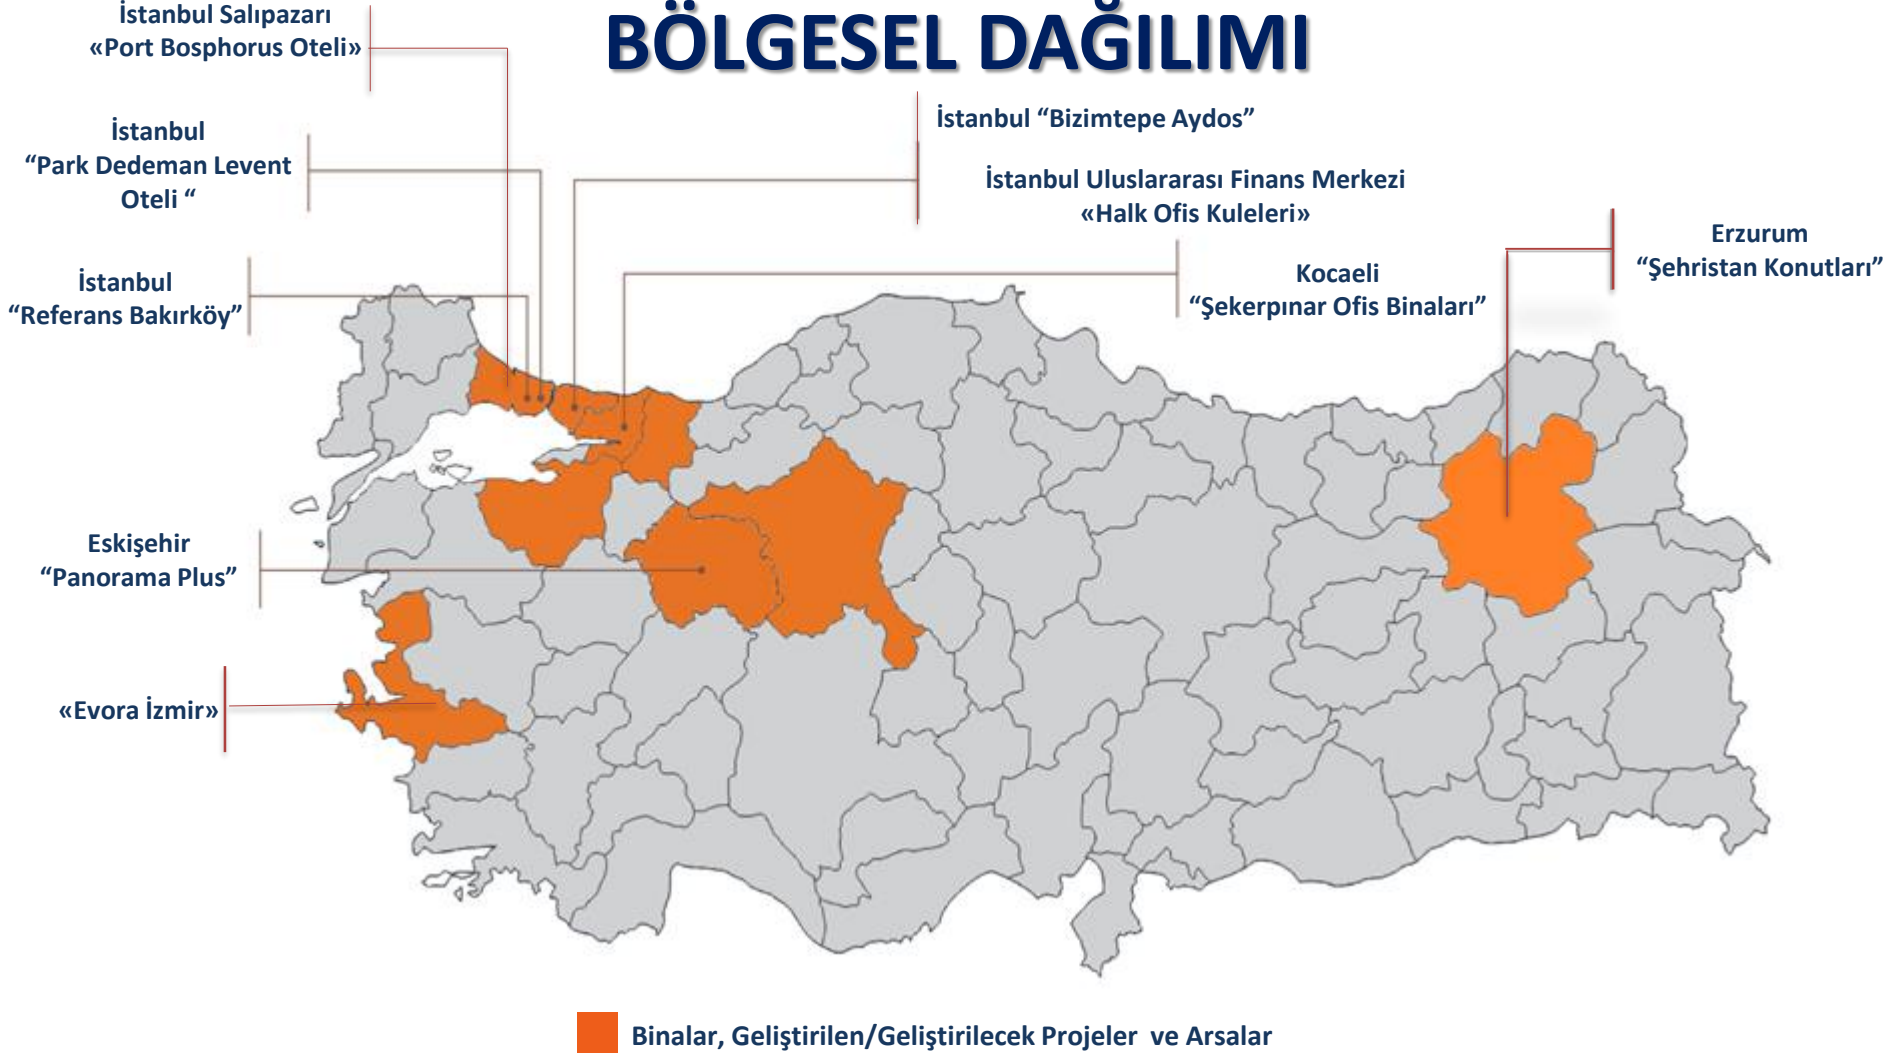 İstanbul Salıpazarı
«Port Bosphorus Oteli»
BÖLGESEL DAĞILIMI
İstanbul “Bizimtepe Aydos”
İstanbul
“Park Dedeman Levent
Oteli “
İstanbul Uluslararası Finans Merkezi
«Halk Ofis Kuleleri»
Erzurum
“Şehristan Konutları”
Kocaeli
“Şekerpınar Ofis Binaları”
İstanbul
“Referans Bakırköy”
Eskişehir
“Panorama Plus”
«Evora İzmir»
Binalar, Geliştirilen/Geliştirilecek Projeler ve Arsalar